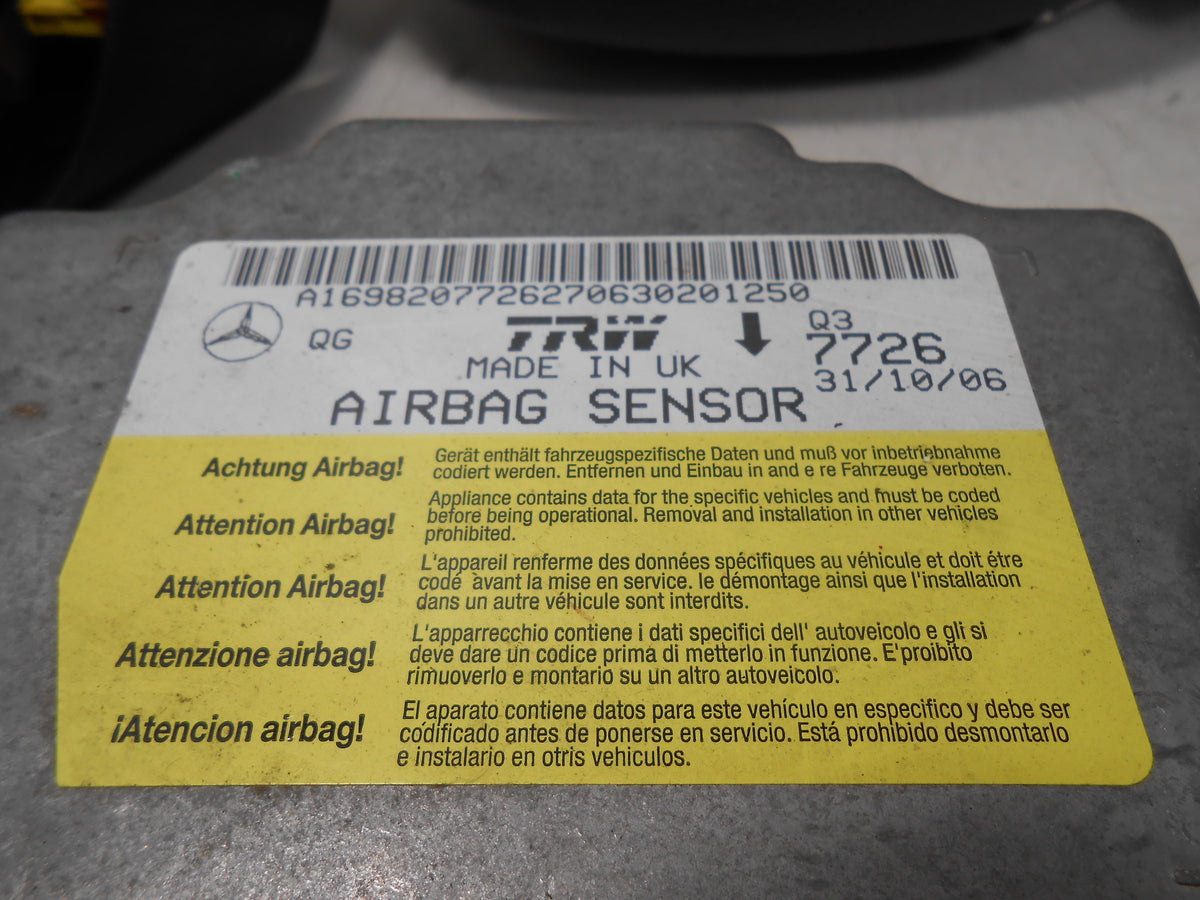 A1698207726270630201250
QG
TRW
Q3
7726
MADE IN UK
31/10/06
AIRBAG SENSOR
Achtung Airbag!
Gerät enthält fahrzeugspezifische Daten und muß vor inbetriebnahme
codiert werden. Entfernen und Einbau in and e re Fahrzeuge verboten.
Attention Airbag!
Appliance contains data for the specific vehicles and must be coded
before being operational. Removal and installation in other vehicles
prohibited.
Attention Airbag!
L'appareil renferme des données spécifiques au véhicule et doit étre
codé avant la mise en service. le démontage ainsi que l'installation
dans un autre véhicule sont interdits.
Attenzione airbag!
L'apparrecchio contiene i dati specifici dell' autoveicolo e gli si
deve dare un codice prima di metterlo in funzione. E'proibito
rimuoverlo e montario su un altro autoveicolo.
¡Atencion airbag!
El aparato contiene datos para este vehículo en especifico y debe ser
codificado antes de ponerse en servicio. Está prohibido desmontarlo
e instalario en otris vehiculos.